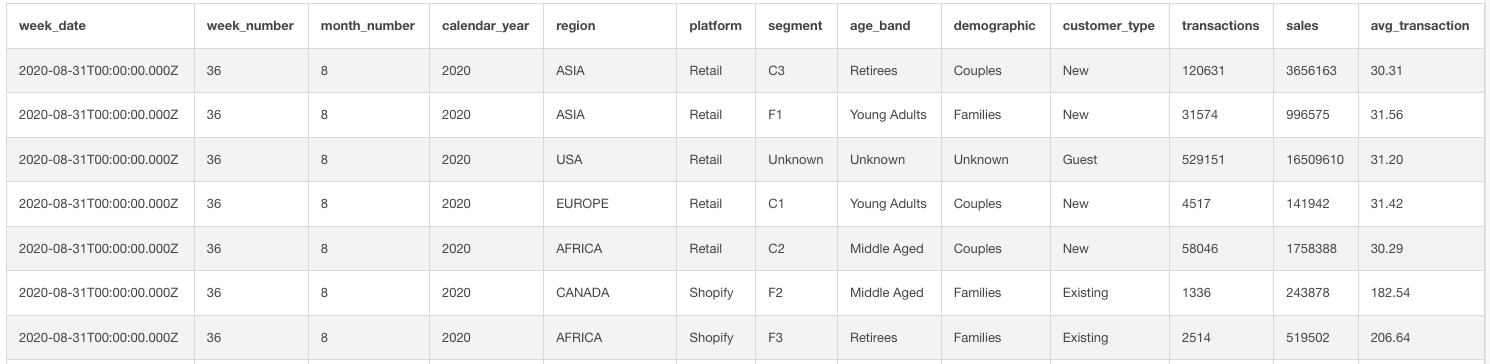 week_date week_number month_number calendar_year region platform segment age_band demographic customer_type transactions sales avg_transaction
2020-08-31T00:00:00.000Z 36 8 2020 ASIA Retail C3 Retirees Couples New 120631 3656163 30.31
2020-08-31T00:00:00.000Z 36 8 2020 ASIA Retail F1 Young Adults Families New 31574 996575 31.56
2020-08-31T00:00:00.000Z 36 8 2020 USA Retail Unknown Unknown Unknown Guest 529151 16509610 31.20
2020-08-31T00:00:00.000Z 36 8 2020 EUROPE Retail C1 Young Adults Couples New 4517 141942 31.42
2020-08-31T00:00:00.000Z 36 8 2020 AFRICA Retail C2 Middle Aged Couples New 58046 1758388 30.29
2020-08-31T00:00:00.000Z 36 8 2020 CANADA Shopify F2 Middle Aged Families Existing 1336 243878 182.54
2020-08-31T00:00:00.000Z 36 8 2020 AFRICA Shopify F3 Retirees Families Existing 2514 519502 206.64